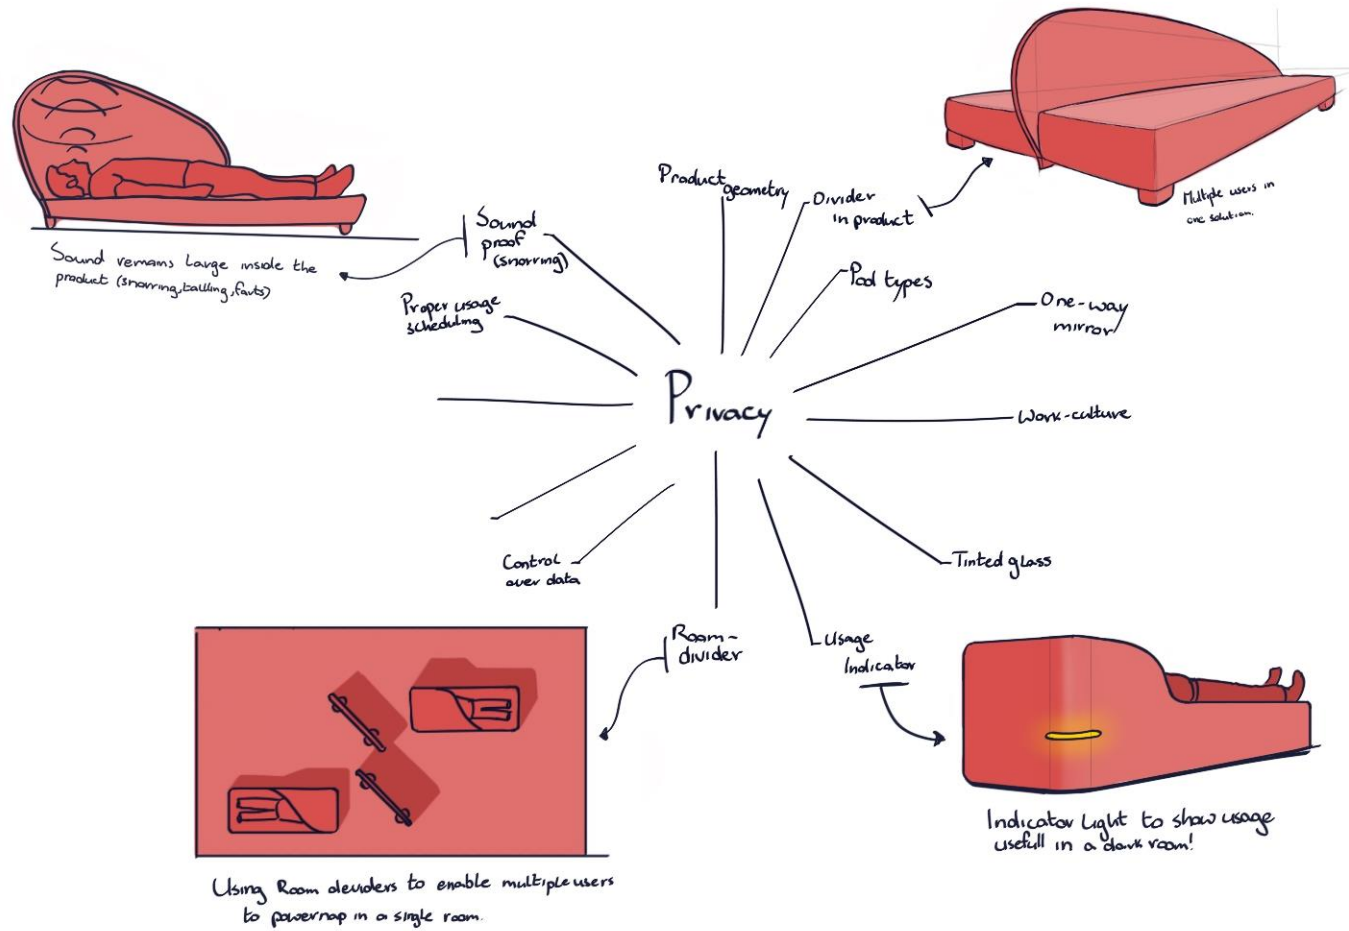 Sound remains Large inside the
product (snorring, tallling, farts)
Sound
proof
(snorring)
Proper usage
scheduling
Product
geometry
Divider
in product
Multiple users in
one solution.
Pod types
One-way
mirror
Privacy
Work-culture
Tinted glass
Usage
Indicator
Indicator Light to show usage
usefull in a dark room!
Room-
divider
Control
over data
Using Room deviders to enable multiple users
to powernap in a single room.